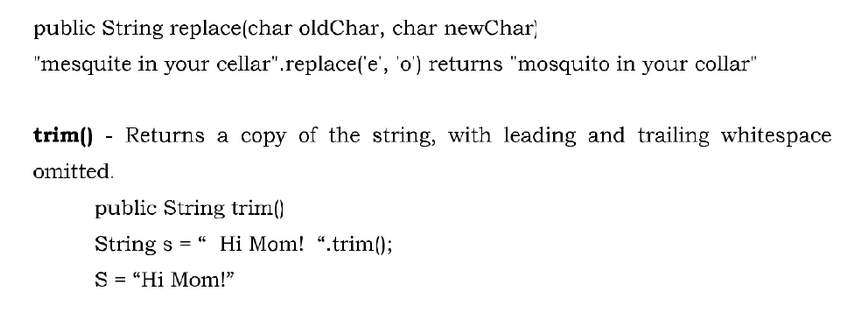 public String replace(char oldChar, char newChar)
"mesquite in your cellar".replace('e', 'o') returns "mosquito in your collar"
trim() - Returns a copy of the string, with leading and trailing whitespace
omitted.
public String trim()
String s = “  Hi Mom!  “.trim();
S = “Hi Mom!”